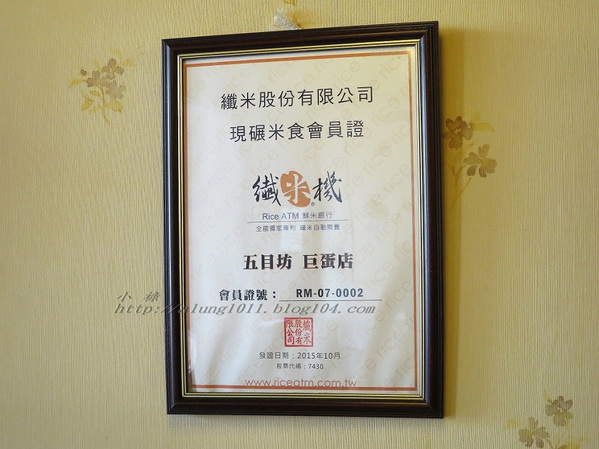 纖米股份有限公司
現碾米食會員證
纖米機
Rice ATM 鮮米銀行
全國獨家專利 碾米自動販賣
五目坊 巨蛋店
會員證號： RM-07-0002
小綠
http://nlung1011.blog104.com/
纖米股份有限公司
發證日期：2015年10月
股票代碼：7430
www.riceatm.com.tw